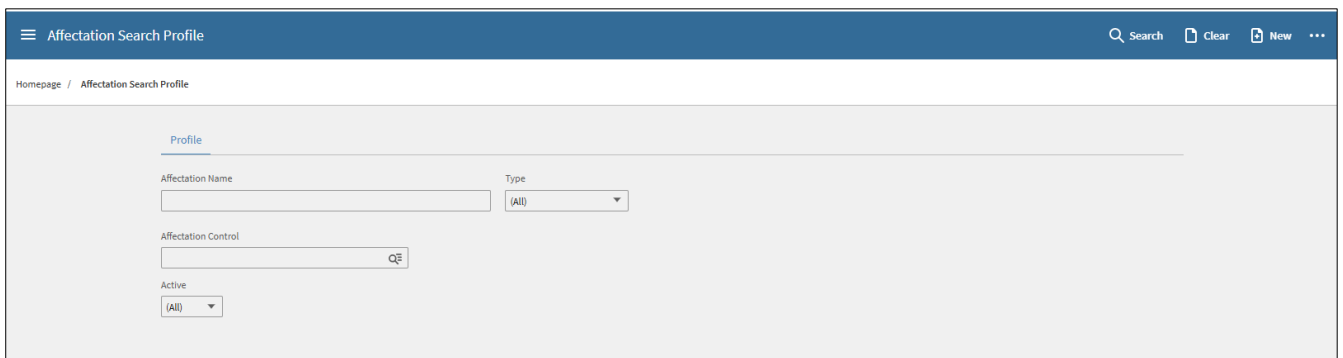 Affectation Search Profile
Search Clear New
Homepage / Affectation Search Profile
Profile
Affectation Name Type
(All)
Affectation Control
Active
(All)